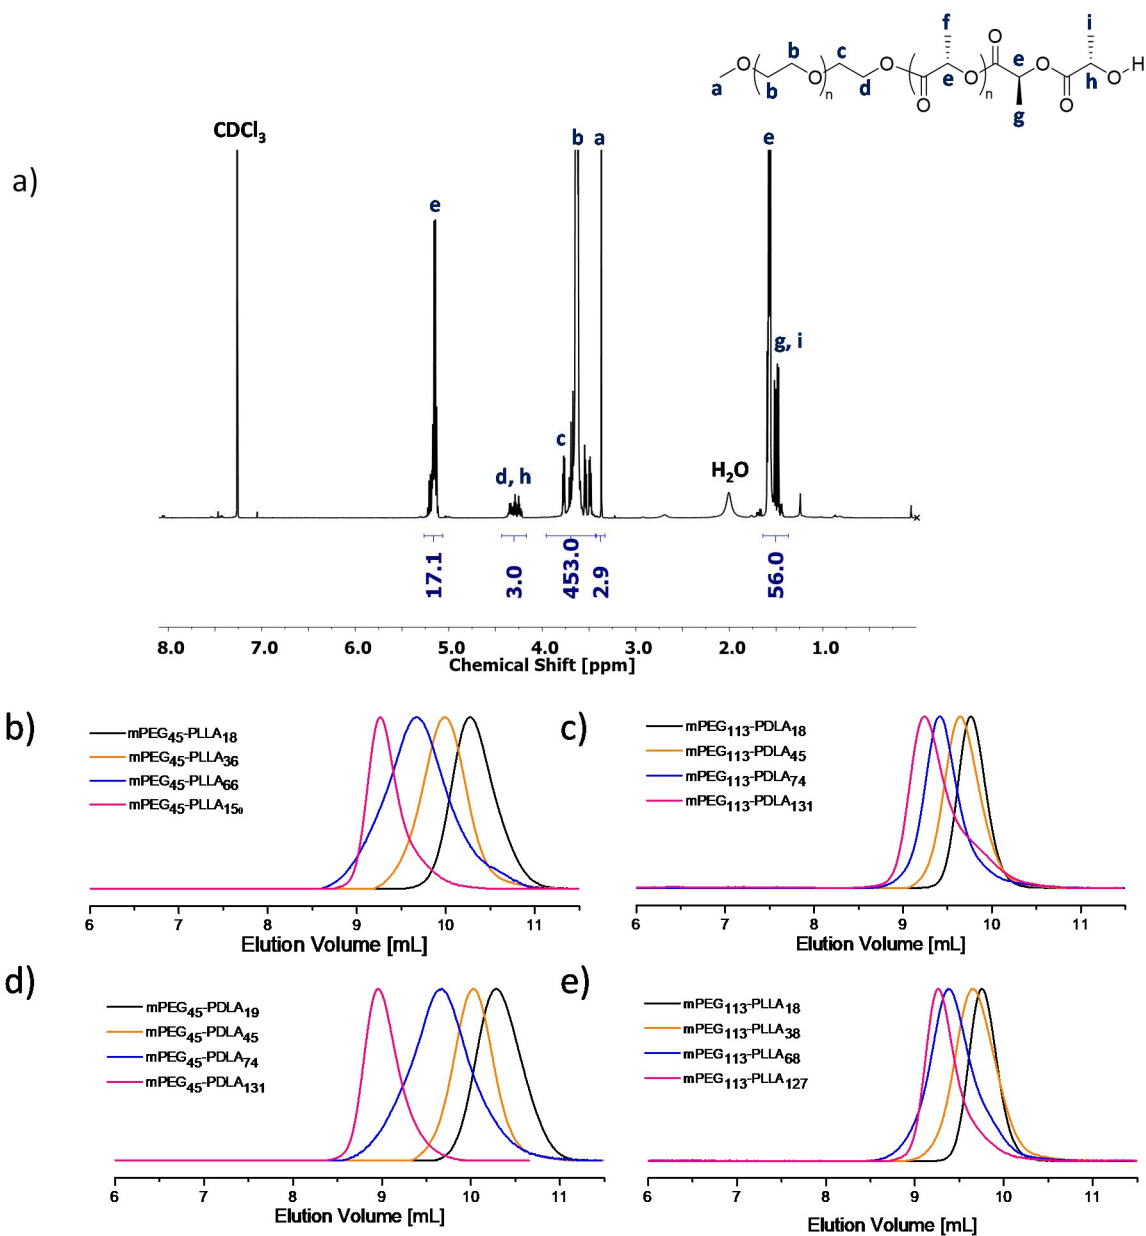 f
i
b
c
O
O
O
O
O
e
O
a
b
O
n
d
O
e
O
n
g
O
h
O
H
CDCl3
b a
e
a)
e
g, i
c
d, h
H2O
17.1
3.0
453.0
2.9
56.0
8.0 7.0 6.0 5.0 4.0 3.0 2.0 1.0
Chemical Shift [ppm]
b)
mPEG45-PLLA18
mPEG45-PLLA36
mPEG45-PLLA66
mPEG45-PLLA150
6 7 8 9 10 11
Elution Volume [mL]
c)
mPEG113-PDLA18
mPEG113-PDLA45
mPEG113-PDLA74
mPEG113-PDLA131
6 7 8 9 10 11
Elution Volume [mL]
d)
mPEG45-PDLA19
mPEG45-PDLA45
mPEG45-PDLA74
mPEG45-PDLA131
6 7 8 9 10 11
Elution Volume [mL]
e)
mPEG113-PLLA18
mPEG113-PLLA38
mPEG113-PLLA68
mPEG113-PLLA127
6 7 8 9 10 11
Elution Volume [mL]